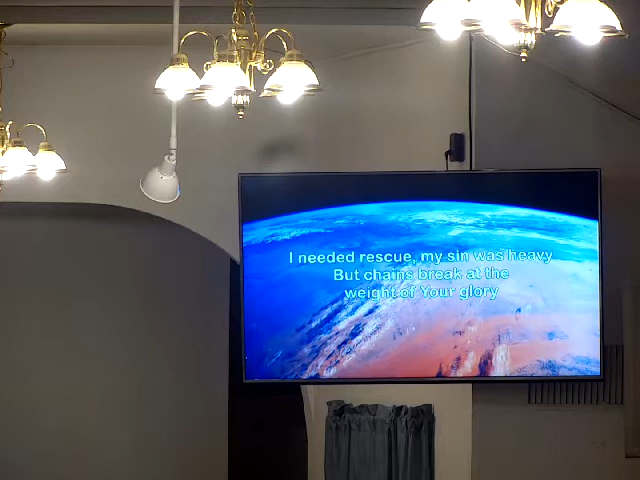 I needed rescue, my sin was heavy
But chains break at the
weight of Your glory